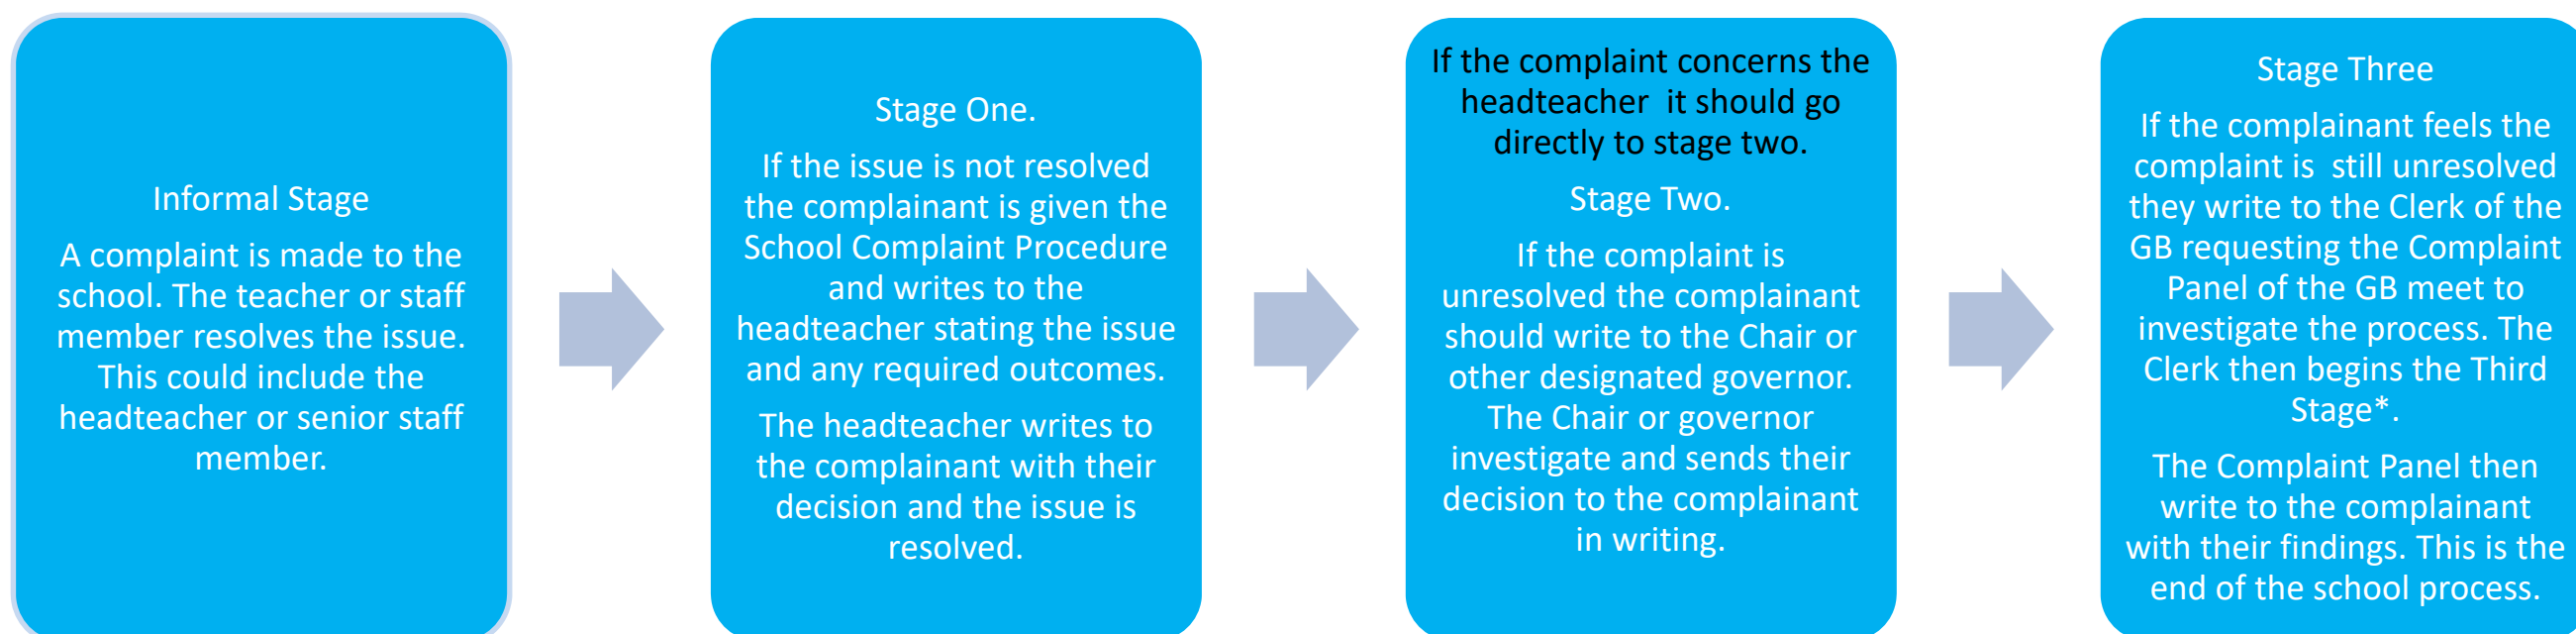 Informal Stage
A complaint is made to the
school. The teacher or staff
member resolves the issue.
This could include the
headteacher or senior staff
member.
Stage One.
If the issue is not resolved
the complainant is given the
School Complaint Procedure
and writes to the
headteacher stating the issue
and any required outcomes.
The headteacher writes to
the complainant with their
decision and the issue is
resolved.
If the complaint concerns the
headteacher it should go
directly to stage two.
Stage Two.
If the complaint is
unresolved the complainant
should write to the Chair or
other designated governor.
The Chair or governor
investigate and sends their
decision to the complainant
in writing.
Stage Three
If the complainant feels the
complaint is still unresolved
they write to the Clerk of the
GB requesting the Complaint
Panel of the GB meet to
investigate the process. The
Clerk then begins the Third
Stage*.
The Complaint Panel then
write to the complainant
with their findings. This is the
end of the school process.